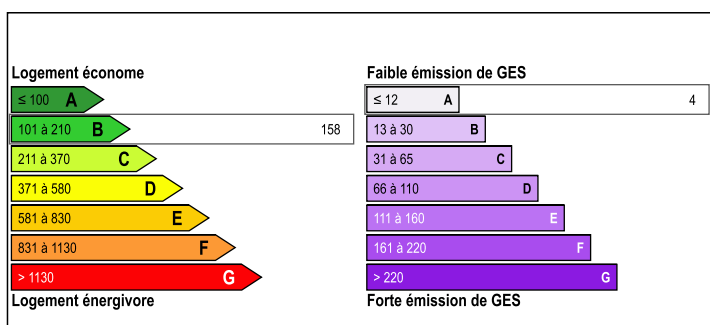 Logement économe
≤ 100 A
101 à 210 B 158
211 à 370 C
371 à 580 D
581 à 830 E
831 à 1130 F
> 1130 G
Logement énergivore
Faible émission de GES
≤ 12 A 4
13 à 30 B
31 à 65 C
66 à 110 D
111 à 160 E
161 à 220 F
> 220 G
Forte émission de GES